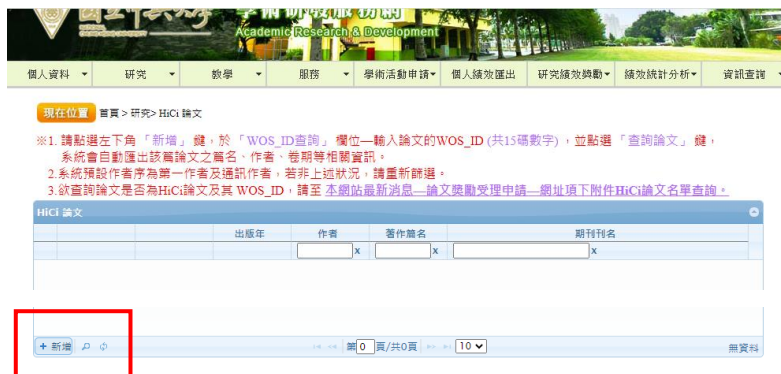 Academic Research & Development
個人資料 研究 教學 服務 學術活動申請 個人績效匯出 研究績效獎勵 績效統計分析 資訊查詢
現在位置 首頁 > 研究> HiCi 論文
※1. 請點選左下角「新增」鍵，於「WOS_ID查詢」欄位—輸入論文的WOS_ID (共15碼數字)，並點選「查詢論文」鍵，
系統會自動匯出該篇論文之篇名、作者、卷期等相關資訊。
2.系統預設作者序為第一作者及通訊作者，若非上述狀況，請重新篩選。
3.欲查詢論文是否為HiCi論文及其 WOS_ID，請至 本網站最新消息—論文獎勵受理申請—網址項下附件HiCi論文名單查詢。
HiCi 論文
出版年 作者 著作篇名 期刊刊名
x x x
+ 新增 第 0 頁/共0頁 10 無資料